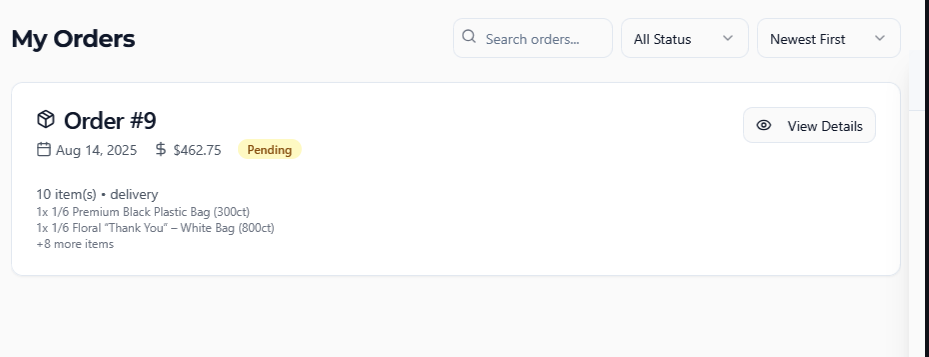 My Orders
Search orders...
All Status
Newest First
Order #9
View Details
Aug 14, 2025 $ $462.75 Pending
10 item(s) • delivery
1x 1/6 Premium Black Plastic Bag (300ct)
1x 1/6 Floral “Thank You” – White Bag (800ct)
+8 more items